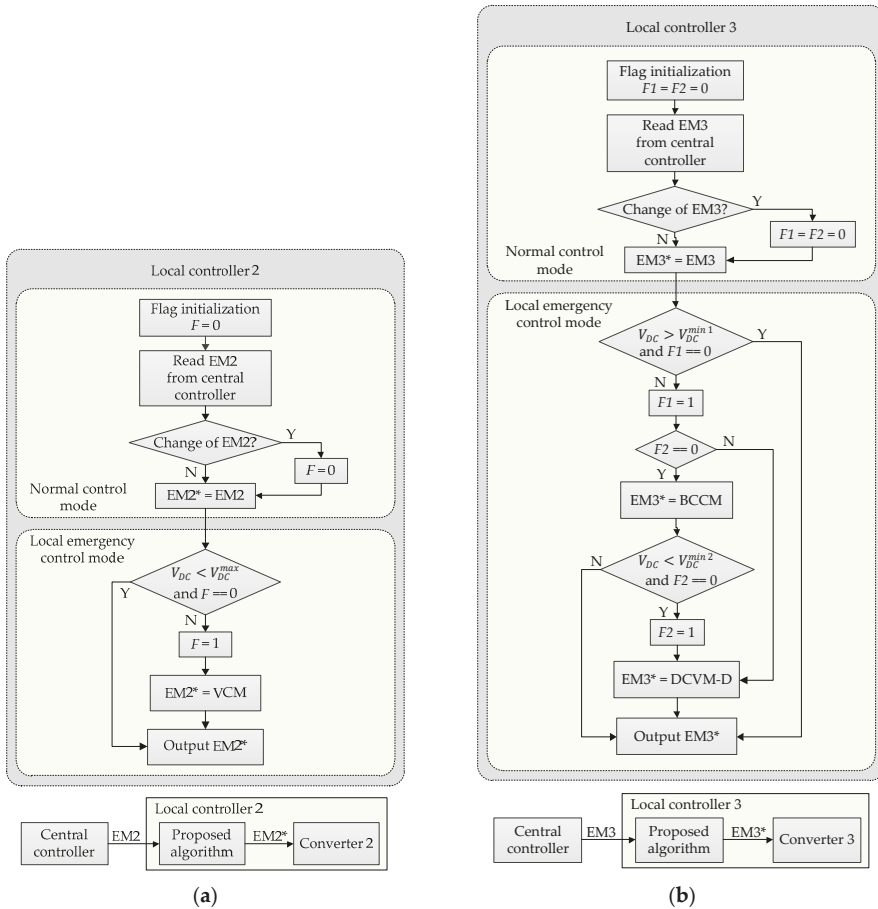 Local controller 2
Flag initialization
F = 0
Read EM2
from central
controller
Change of EM2?
Y
F = 0
N
EM2* = EM2
Normal control
mode
Local emergency
control mode
V_DC < V_DC^max
and F == 0
Y
N
F = 1
EM2* = VCM
Output EM2*
Local controller 2
Central
controller
EM2
Proposed
algorithm
EM2*
Converter 2
(a)
Local controller 3
Flag initialization
F1 = F2 = 0
Read EM3
from central
controller
Change of EM3?
Y
F1 = F2 = 0
N
EM3* = EM3
Normal control
mode
Local emergency
control mode
V_DC > V_DC^min 1
and F1 == 0
Y
N
F1 = 1
F2 == 0
N
Y
EM3* = BCCM
V_DC < V_DC^min 2
and F2 == 0
N
Y
F2 = 1
EM3* = DCVM-D
Output EM3*
Local controller 3
Central
controller
EM3
Proposed
algorithm
EM3*
Converter 3
(b)